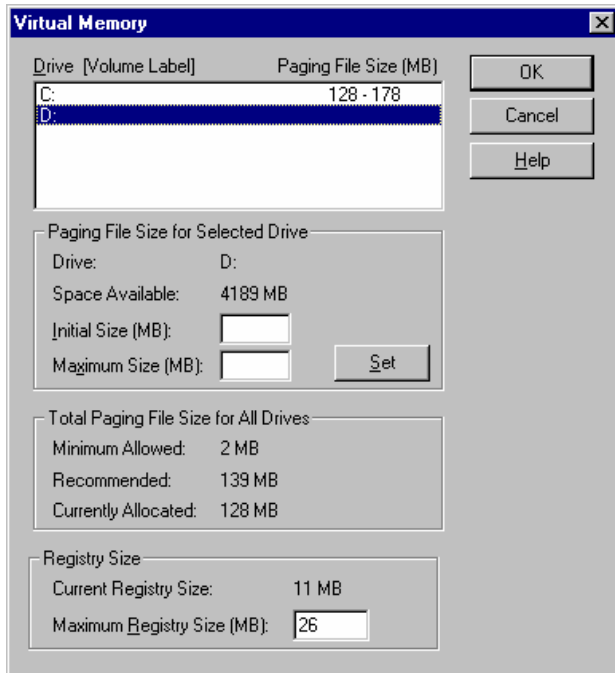 Virtual Memory
Drive [Volume Label] Paging File Size (MB)
OK
C: 128 - 178
D:
Cancel
Help
Paging File Size for Selected Drive
Drive: D:
Space Available: 4189 MB
Initial Size (MB):
Maximum Size (MB):
Set
Total Paging File Size for All Drives
Minimum Allowed: 2 MB
Recommended: 139 MB
Currently Allocated: 128 MB
Registry Size
Current Registry Size: 11 MB
Maximum Registry Size (MB): 26